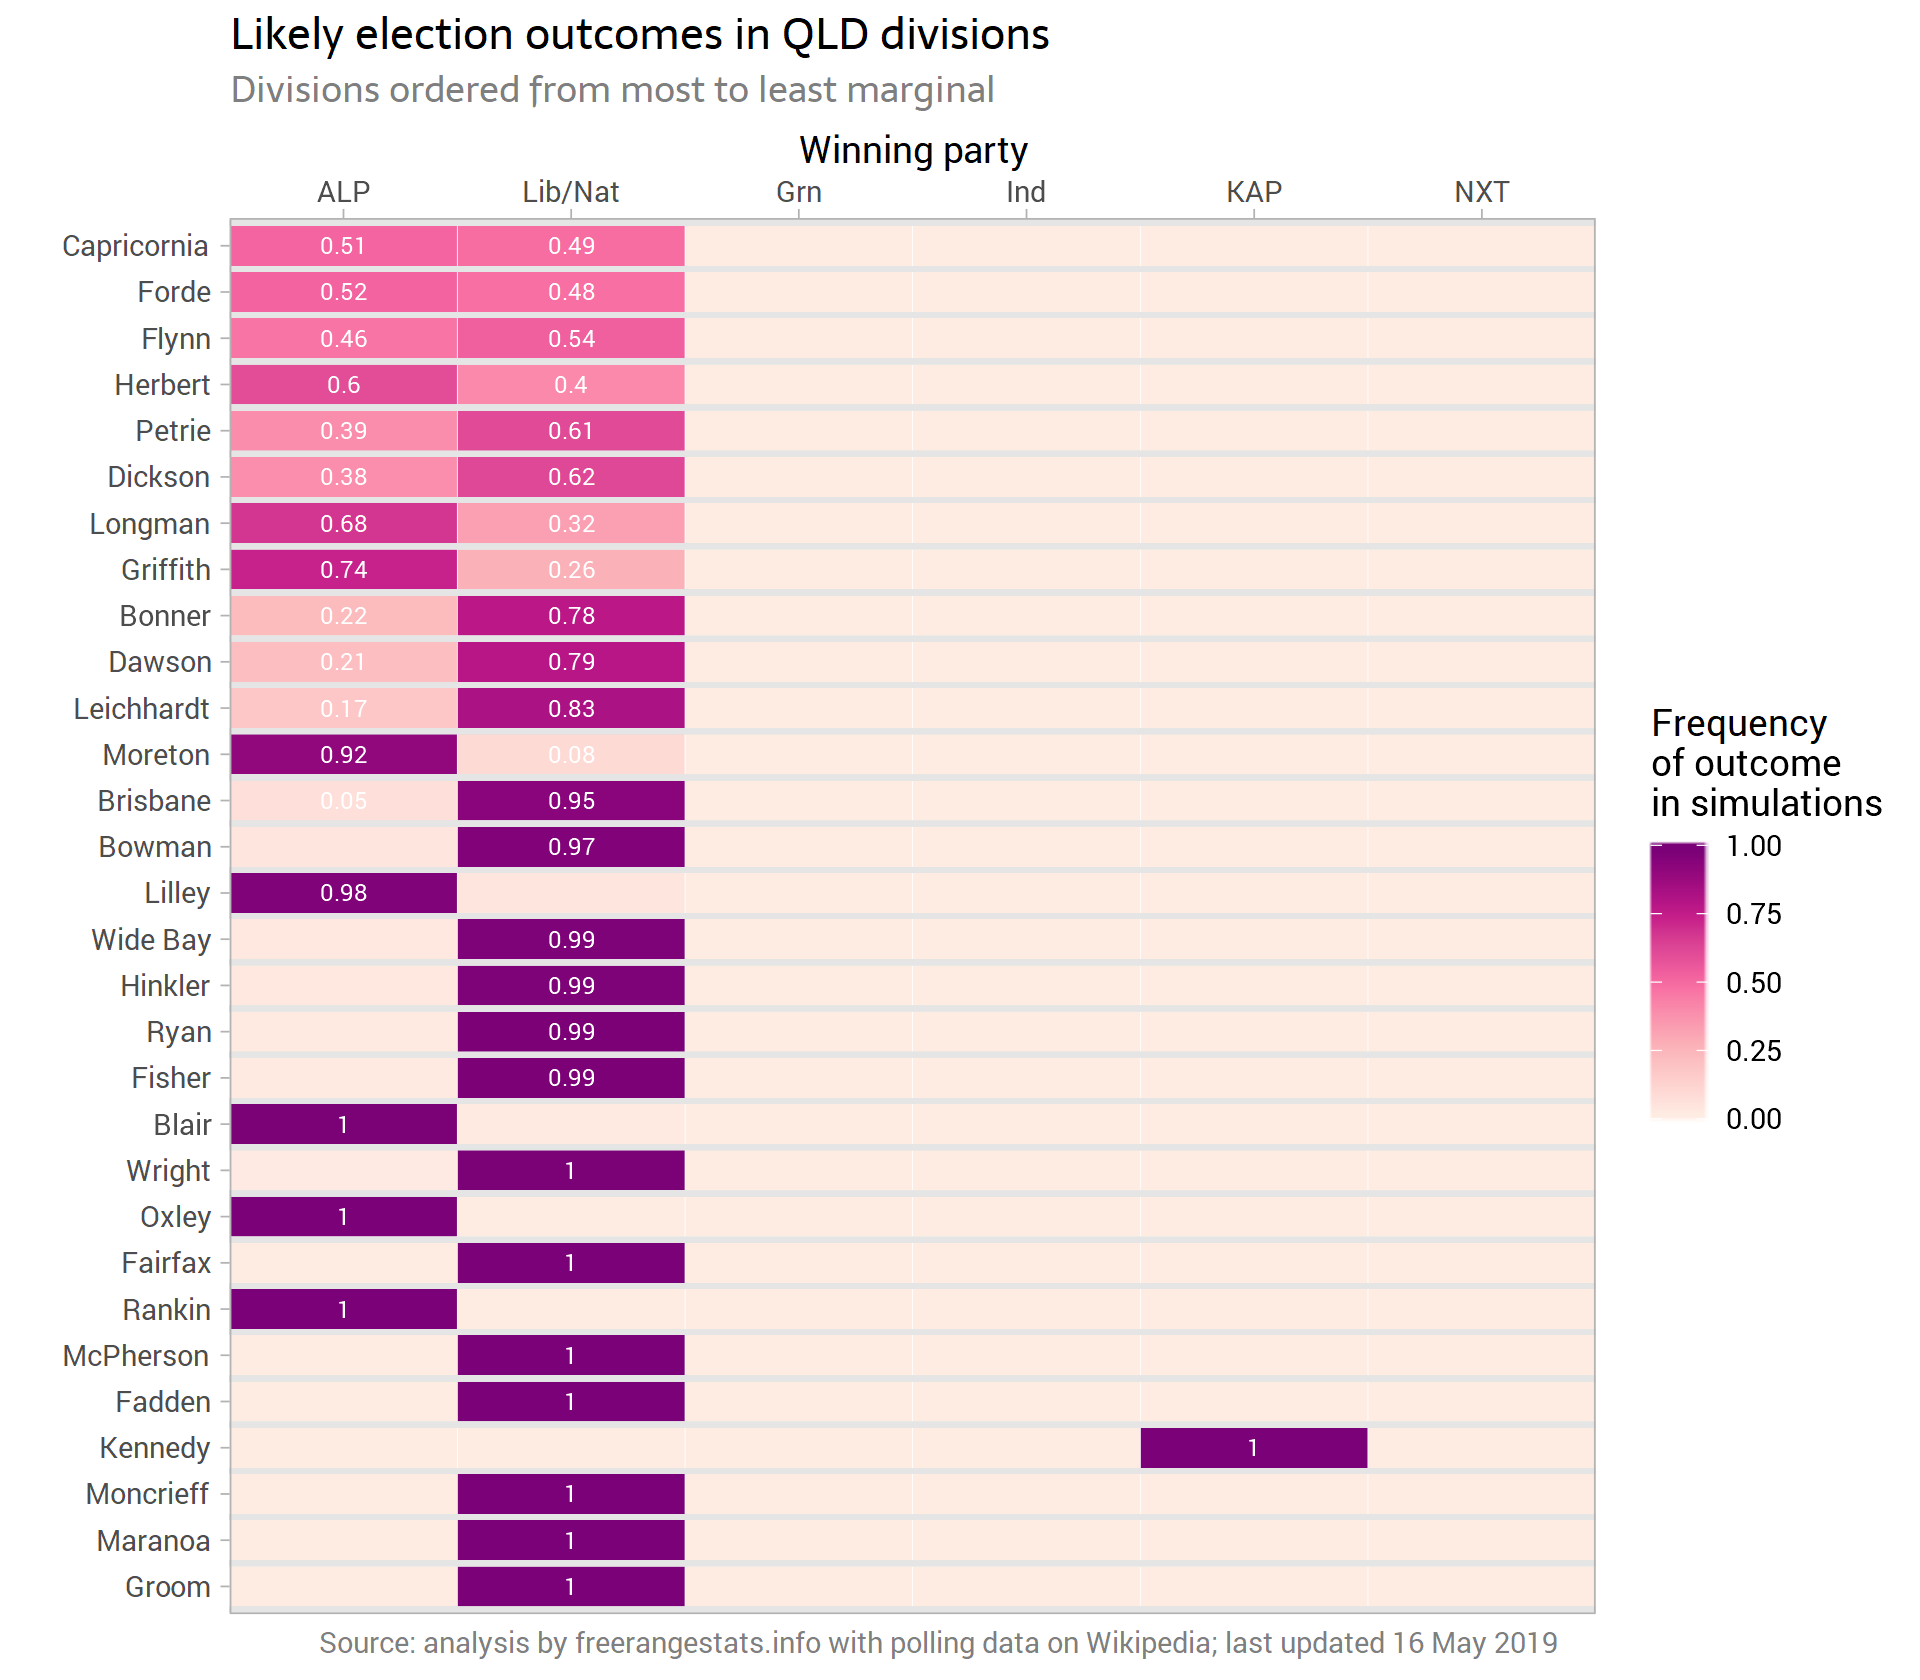 Likely election outcomes in QLD divisions
Divisions ordered from most to least marginal
Winning party
ALP Lib/Nat Grn Ind KAP NXT
Capricornia 0.51 0.49
Forde 0.52 0.48
Flynn 0.46 0.54
Herbert 0.6 0.4
Petrie 0.39 0.61
Dickson 0.38 0.62
Longman 0.68 0.32
Griffith 0.74 0.26
Bonner 0.22 0.78
Dawson 0.21 0.79
Leichhardt 0.17 0.83
Moreton 0.92 0.08
Brisbane 0.05 0.95
Bowman 0.97
Lilley 0.98
Wide Bay 0.99
Hinkler 0.99
Ryan 0.99
Fisher 0.99
Blair 1
Wright 1
Oxley 1
Fairfax 1
Rankin 1
McPherson 1
Fadden 1
Kennedy 1
Moncrieff 1
Maranoa 1
Groom 1
Frequency
of outcome
in simulations
1.00
0.75
0.50
0.25
0.00
Source: analysis by freerangestats.info with polling data on Wikipedia; last updated 16 May 2019